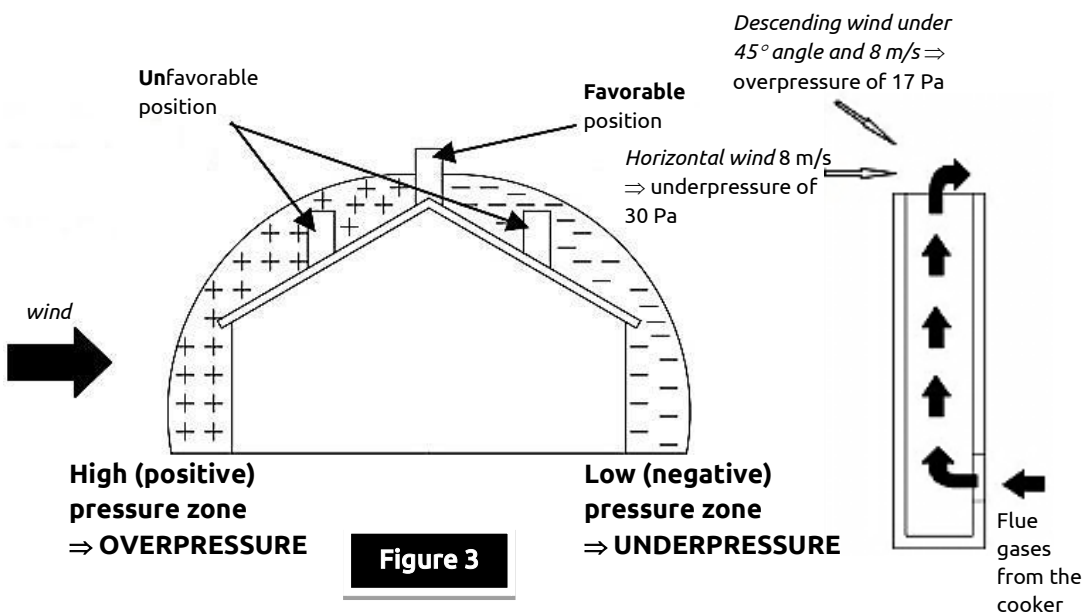 Descending wind under
45° angle and 8 m/s ⇒
overpressure of 17 Pa
Unfavorable
position
Favorable
position
Horizontal wind 8 m/s
⇒ underpressure of
30 Pa
wind
High (positive)
pressure zone
⇒ OVERPRESSURE
Low (negative)
pressure zone
⇒ UNDERPRESSURE
Flue
gases
from the
cooker
Figure 3